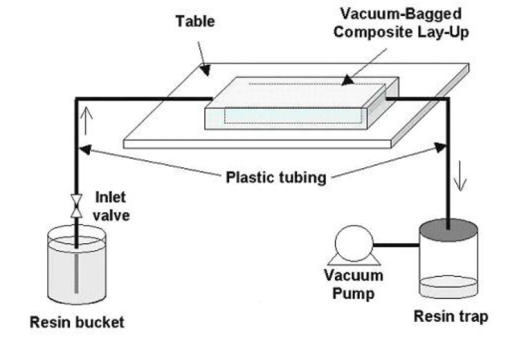 Table
Vacuum-Bagged
Composite Lay-Up
Plastic tubing
Inlet
valve
Vacuum
Pump
Resin bucket
Resin trap